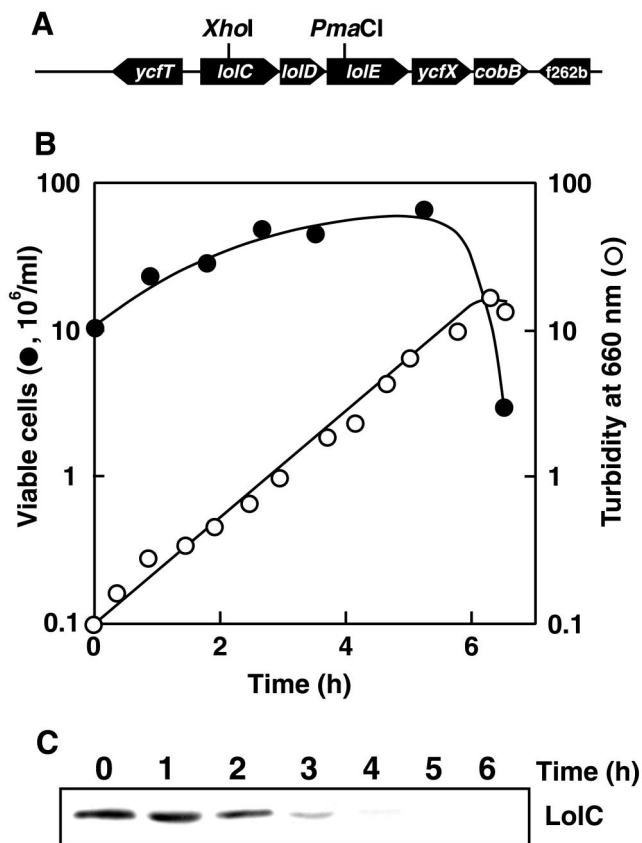 A
XhoI PmaCI
ycfT lolC lolD lolE ycfX cobB f262b
B
100 100
10 10
1 1
0.1 0.1
0 2 4 6
Viable cells (●, 10⁶/ml)
Turbidity at 660 nm (○)
Time (h)
C
0 1 2 3 4 5 6 Time (h)
LolC